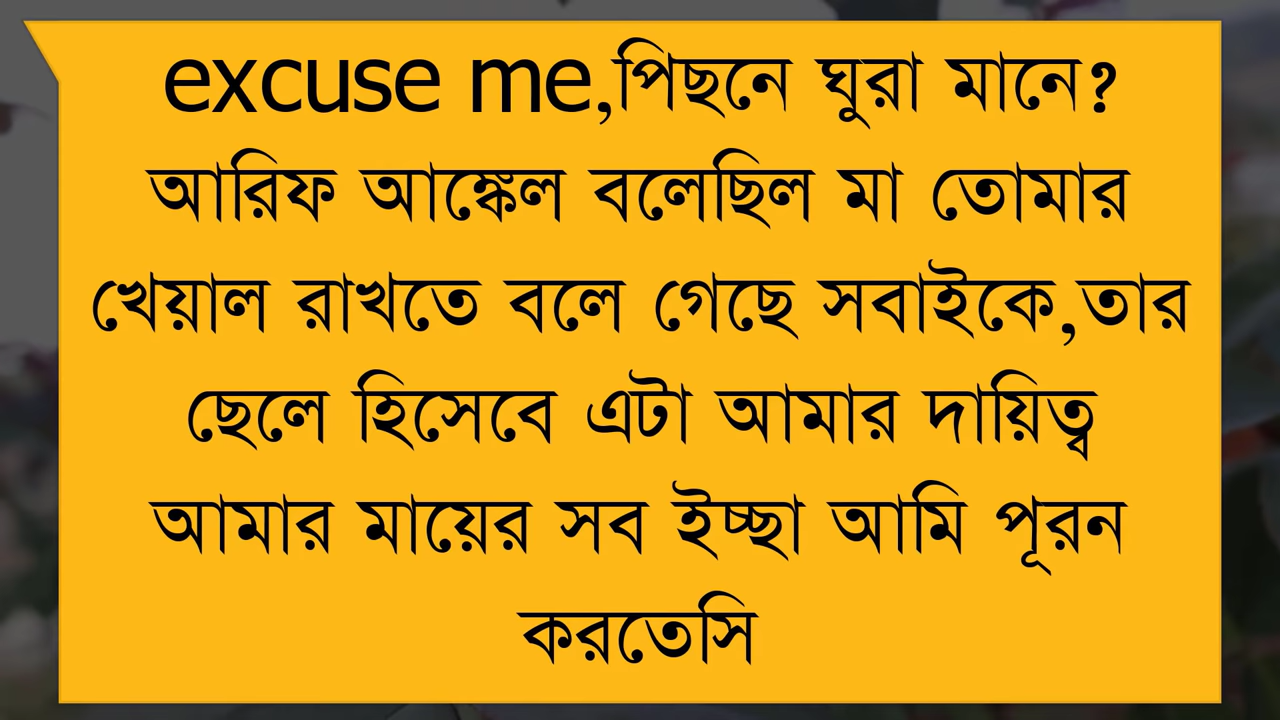 excuse me,পিছনে ঘুরা মানে?
আরিফ আঙ্কেল বলেছিল মা তোমার
খেয়াল রাখতে বলে গেছে সবাইকে,তার
ছেলে হিসেবে এটা আমার দায়িত্ব
আমার মায়ের সব ইচ্ছা আমি পূরন
করতেসি